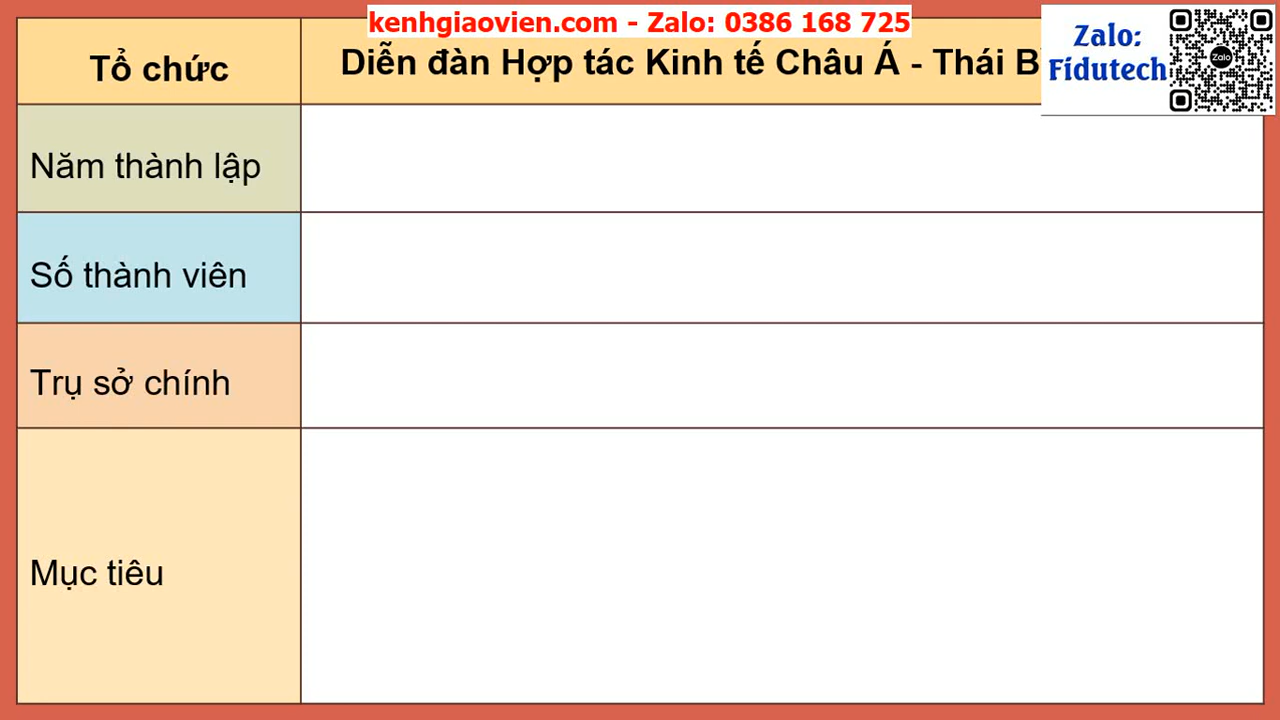 kenhgiaovien.com - Zalo: 0386 168 725
Zalo:
Fidutech
Zalo
Tổ chức
Diễn đàn Hợp tác Kinh tế Châu Á - Thái
Năm thành lập
Số thành viên
Trụ sở chính
Mục tiêu